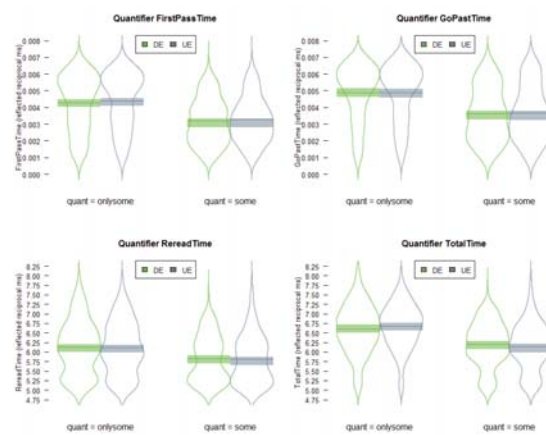 Quantifier FirstPassTime
DE UE
FirstPassTime (reflected reciprocal ms)
0.008
0.006
0.005
0.004
0.003
0.002
0.001
0.000
quant = onlysome quant = some
Quantifier GoPastTime
DE UE
GoPastTime (reflected reciprocal ms)
0.008
0.006
0.005
0.004
0.003
0.002
0.001
0.000
quant = onlysome quant = some
Quantifier RereadTime
DE UE
RereadTime (reflected reciprocal ms)
8.25
8.00
7.75
7.50
7.25
7.00
6.75
6.50
6.25
6.00
5.75
5.50
5.25
5.00
4.75
quant = onlysome quant = some
Quantifier TotalTime
DE UE
TotalTime (reflected reciprocal ms)
8.25
8.00
7.75
7.50
7.25
7.00
6.75
6.50
6.25
6.00
5.75
5.50
5.25
5.00
4.75
quant = onlysome quant = some